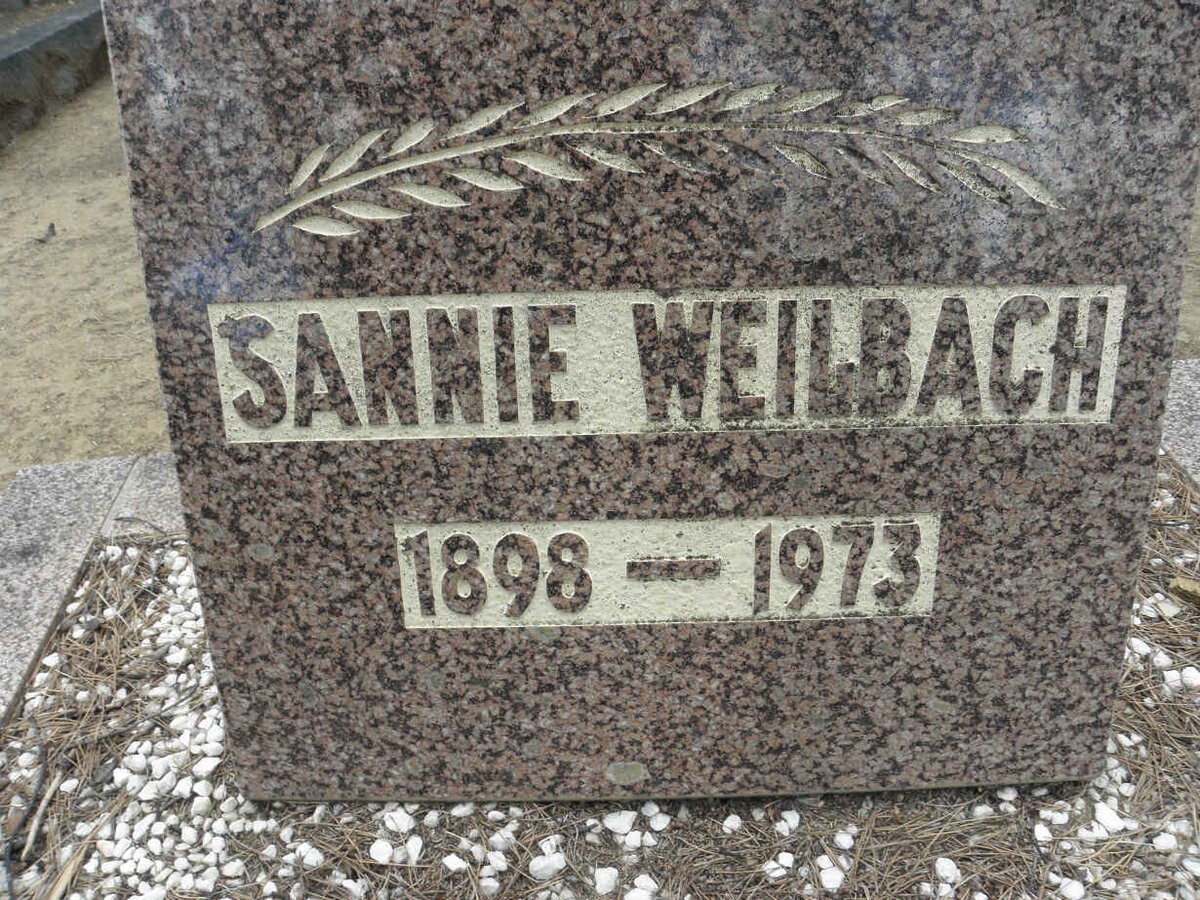 SANNIE WEILBACH
1898 – 1973